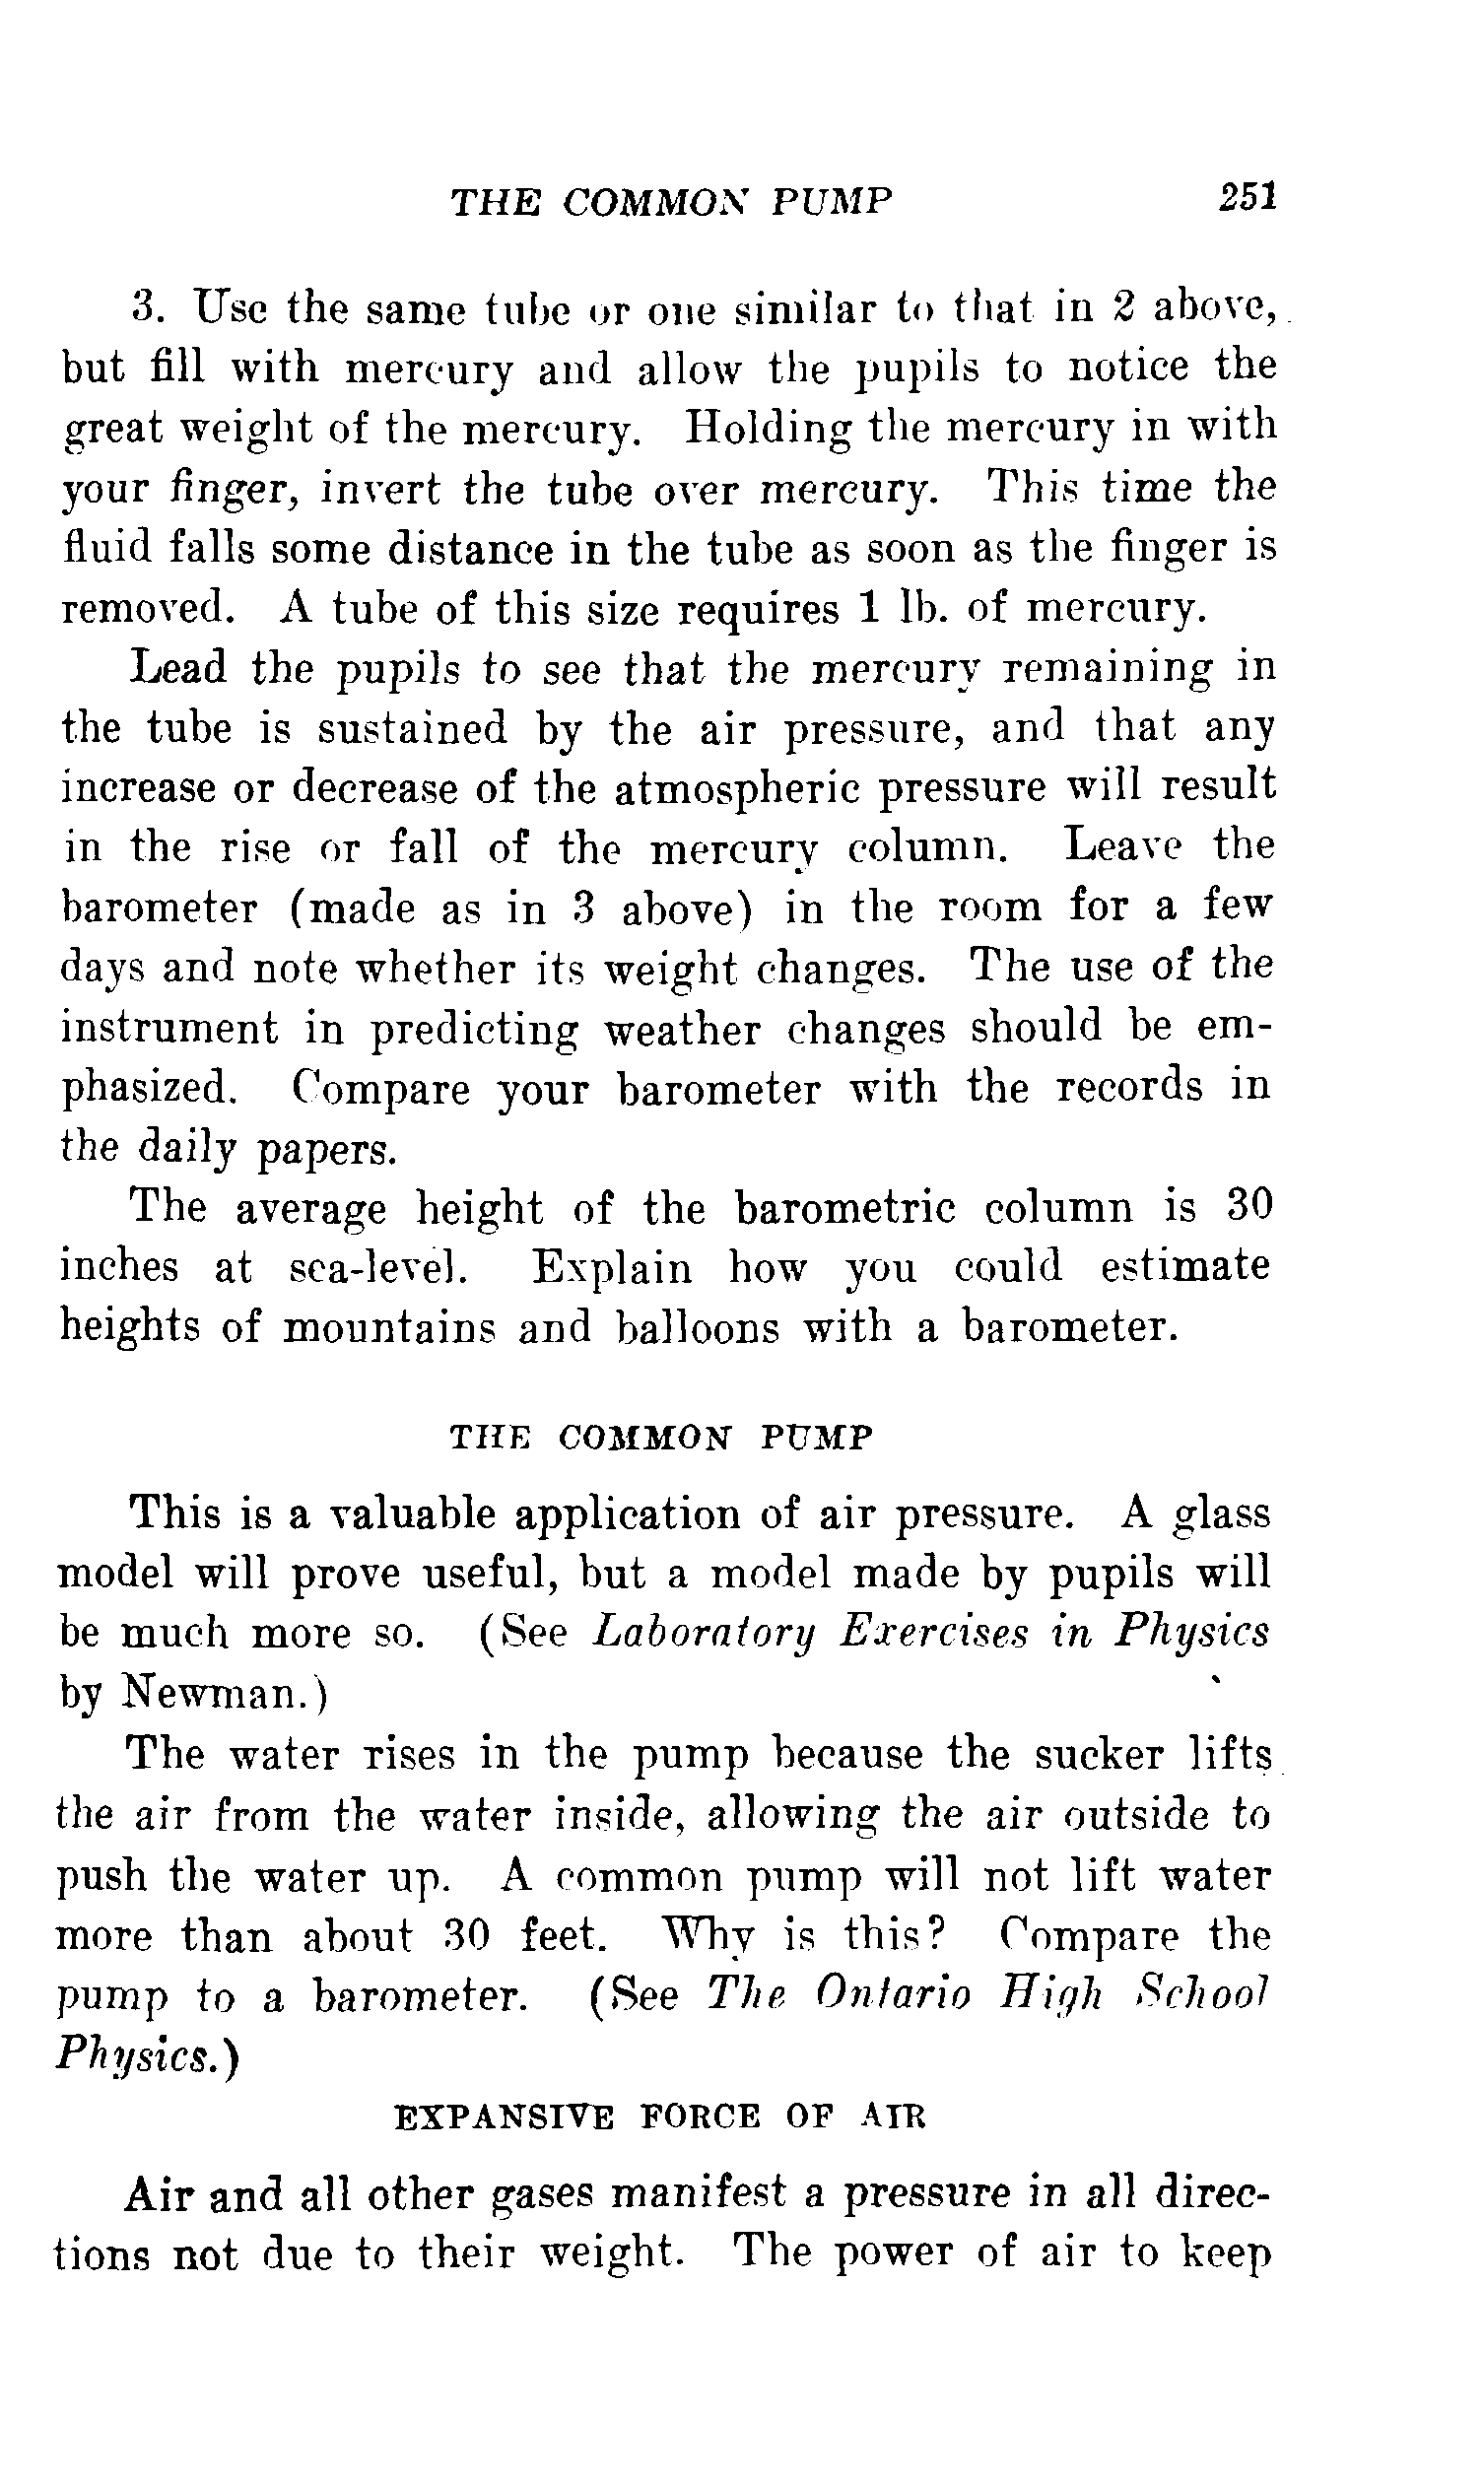 THE COMMON PUMP 251
3. Use the same tube or one similar to that in 2 above,
but fill with mercury and allow the pupils to notice the
great weight of the mercury. Holding the mercury in with
your finger, invert the tube over mercury. This time the
fluid falls some distance in the tube as soon as the finger is
removed. A tube of this size requires 1 lb. of mercury.
Lead the pupils to see that the mercury remaining in
the tube is sustained by the air pressure, and that any
increase or decrease of the atmospheric pressure will result
in the rise or fall of the mercury column. Leave the
barometer (made as in 3 above) in the room for a few
days and note whether its weight changes. The use of the
instrument in predicting weather changes should be em-
phasized. Compare your barometer with the records in
the daily papers.
The average height of the barometric column is 30
inches at sea-level. Explain how you could estimate
heights of mountains and balloons with a barometer.
THE COMMON PUMP
This is a valuable application of air pressure. A glass
model will prove useful, but a model made by pupils will
be much more so. (See Laboratory Exercises in Physics
by Newman.)
The water rises in the pump because the sucker lifts
the air from the water inside, allowing the air outside to
push the water up. A common pump will not lift water
more than about 30 feet. Why is this? Compare the
pump to a barometer. (See The Ontario High School
Physics.)
EXPANSIVE FORCE OF AIR
Air and all other gases manifest a pressure in all direc-
tions not due to their weight. The power of air to keep